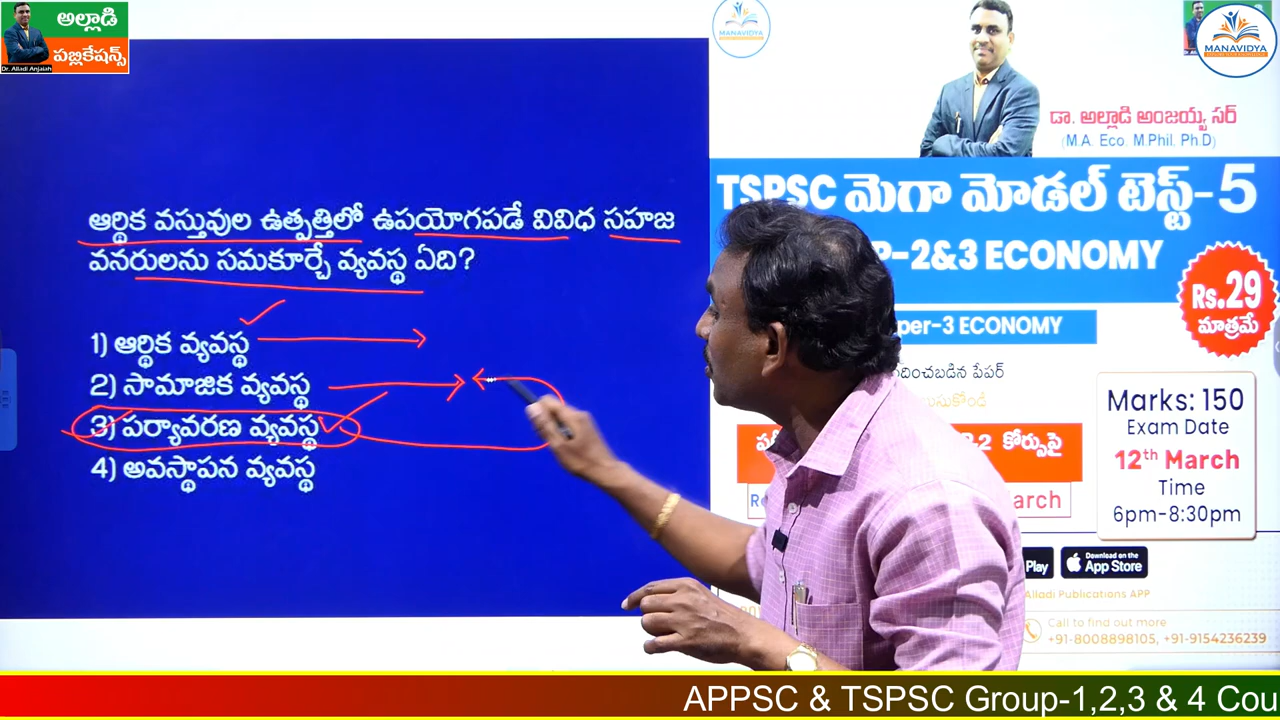 అల్లాడి
పబ్లికేషన్స్
Dr. Alladi Anjaiah
MANAVIDYA
MANAVIDYA
డా. అల్లాడి అంజయ్య సర్
(M.A. Eco. M.Phil. Ph.D)
TSPSC మెగా మోడల్ టెస్ట్-5
P-2&3 ECONOMY
Rs.29
మాత్రమే
per-3 ECONOMY
ఆర్థిక వస్తువుల ఉత్పత్తిలో ఉపయోగపడే వివిధ సహజ
వనరులను సమకూర్చే వ్యవస్థ ఏది?
1) ఆర్థిక వ్యవస్థ
2) సామాజిక వ్యవస్థ
3) పర్యావరణ వ్యవస్థ
4) అవస్థాపన వ్యవస్థ
దించబడిన పేపర్
Marks: 150
Exam Date
12th March
Time
6pm-8:30pm
-2 కోర్సుపై
arch
Play
Download on the
App Store
Alladi Publications APP
Call to find out more
+91-8008898105, +91-9154236239
APPSC & TSPSC Group-1,2,3 & 4 Cou